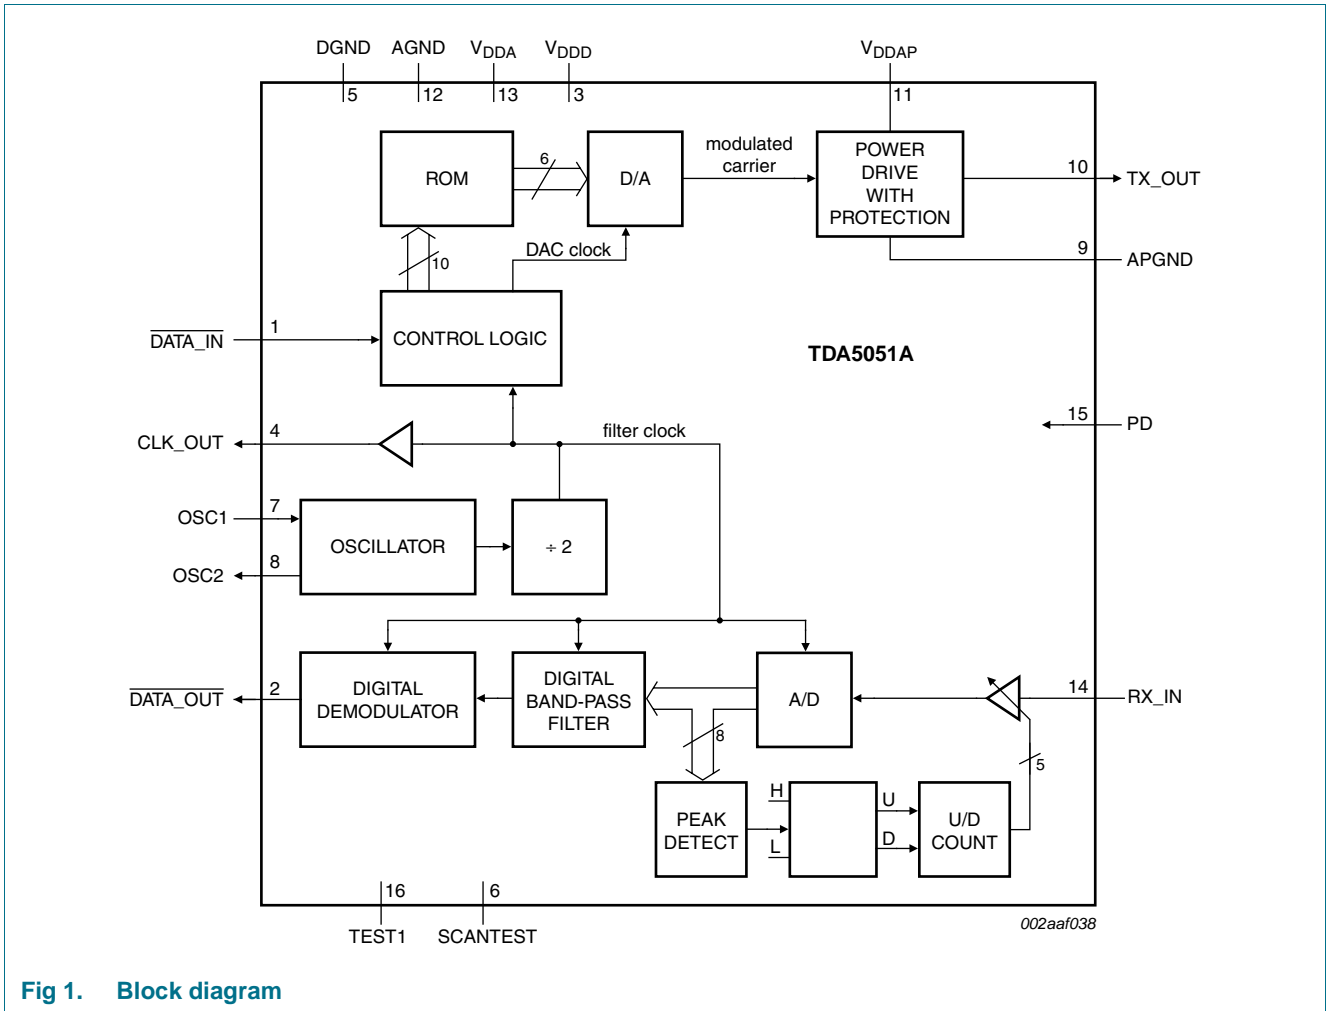 DGND AGND VDDA VDDD VDDAP
5 12 13 3 11
ROM
6
D/A
modulated
carrier
POWER
DRIVE
WITH
PROTECTION
10
TX_OUT
DAC clock
10
9
APGND
DATA_IN
1
CONTROL LOGIC
TDA5051A
15
PD
CLK_OUT
4
filter clock
OSC1
7
OSCILLATOR
÷ 2
OSC2
8
DATA_OUT
2
DIGITAL
DEMODULATOR
DIGITAL
BAND-PASS
FILTER
A/D
14
RX_IN
8
5
PEAK
DETECT
H
L
U
D
U/D
COUNT
16 6
TEST1 SCANTEST
002aaf038
Fig 1. Block diagram